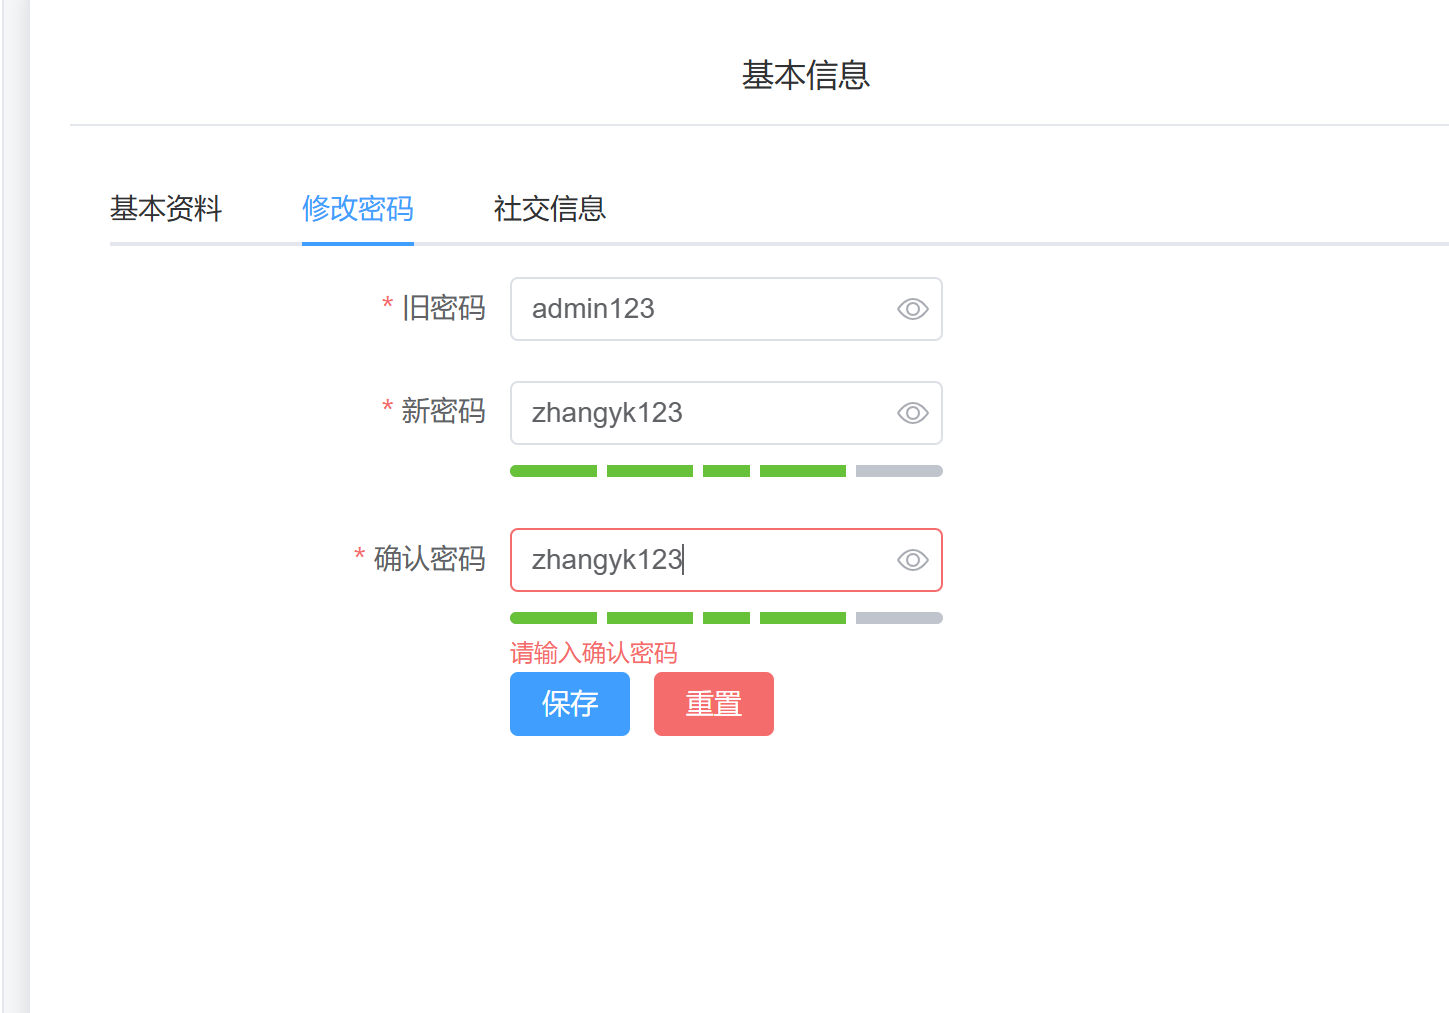 基本信息
基本资料 修改密码 社交信息
* 旧密码 admin123
* 新密码 zhangyk123
* 确认密码 zhangyk123
请输入确认密码
保存 重置